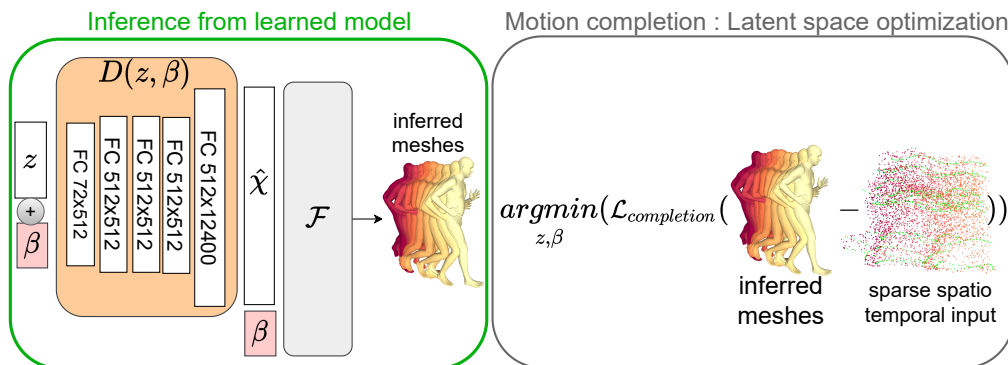 Inference from learned model
D(z, β)
z
+
β
FC 72x512
FC 512x512
FC 512x512
FC 512x512
FC 512x12400
χ̂
β
ℱ
inferred
meshes
Motion completion : Latent space optimization
argmin(ℒcompletion( − ))
z,β
inferred
meshes
sparse spatio
temporal input